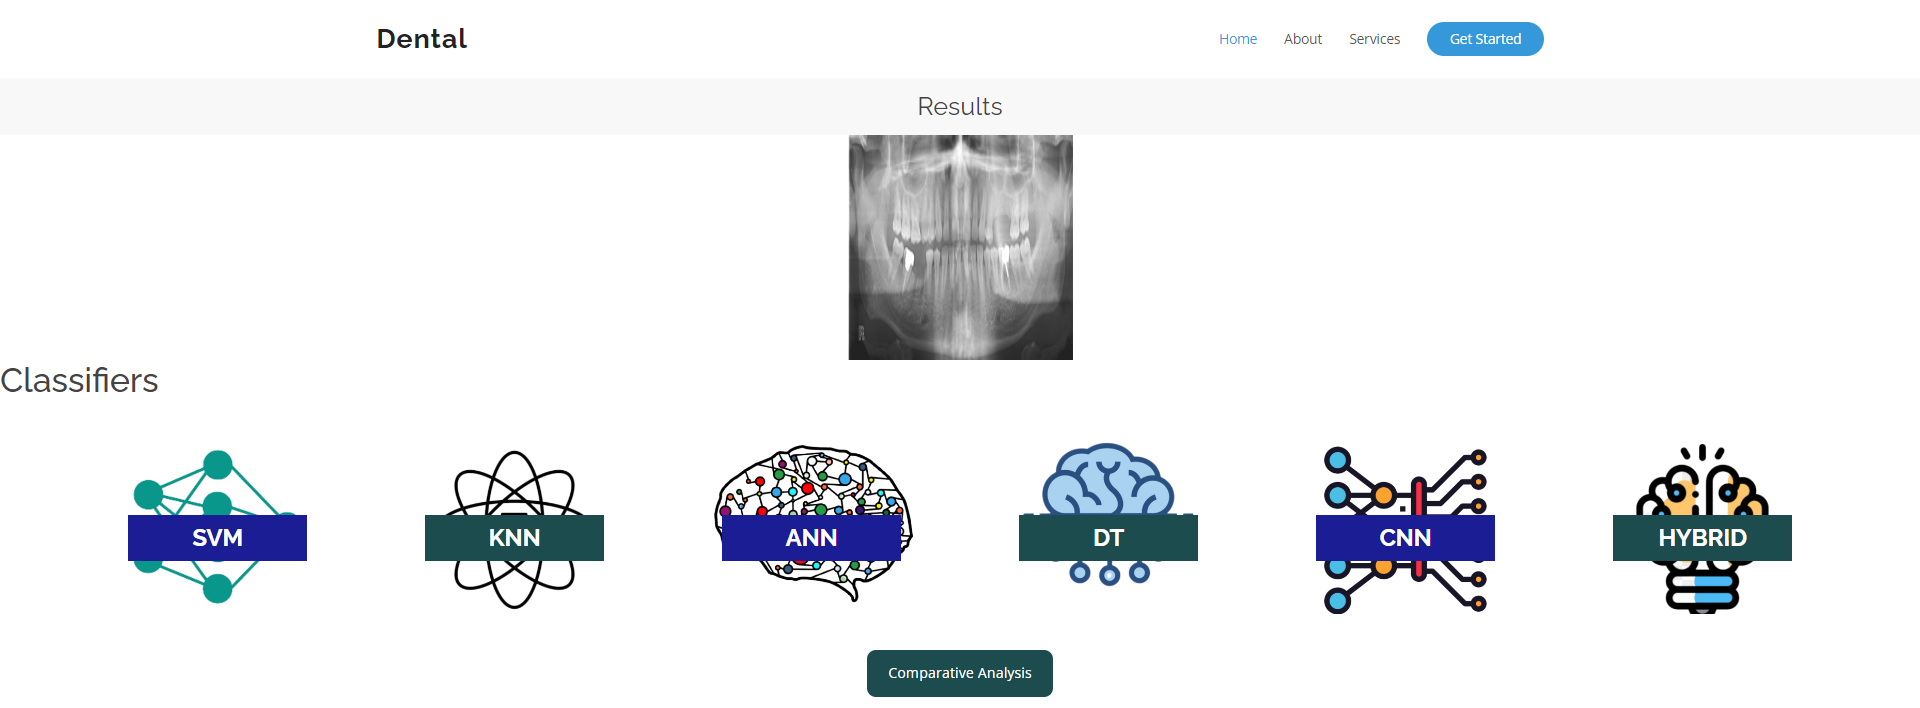 Dental
Home About Services Get Started
Results
Classifiers
SVM KNN ANN DT CNN HYBRID
Comparative Analysis